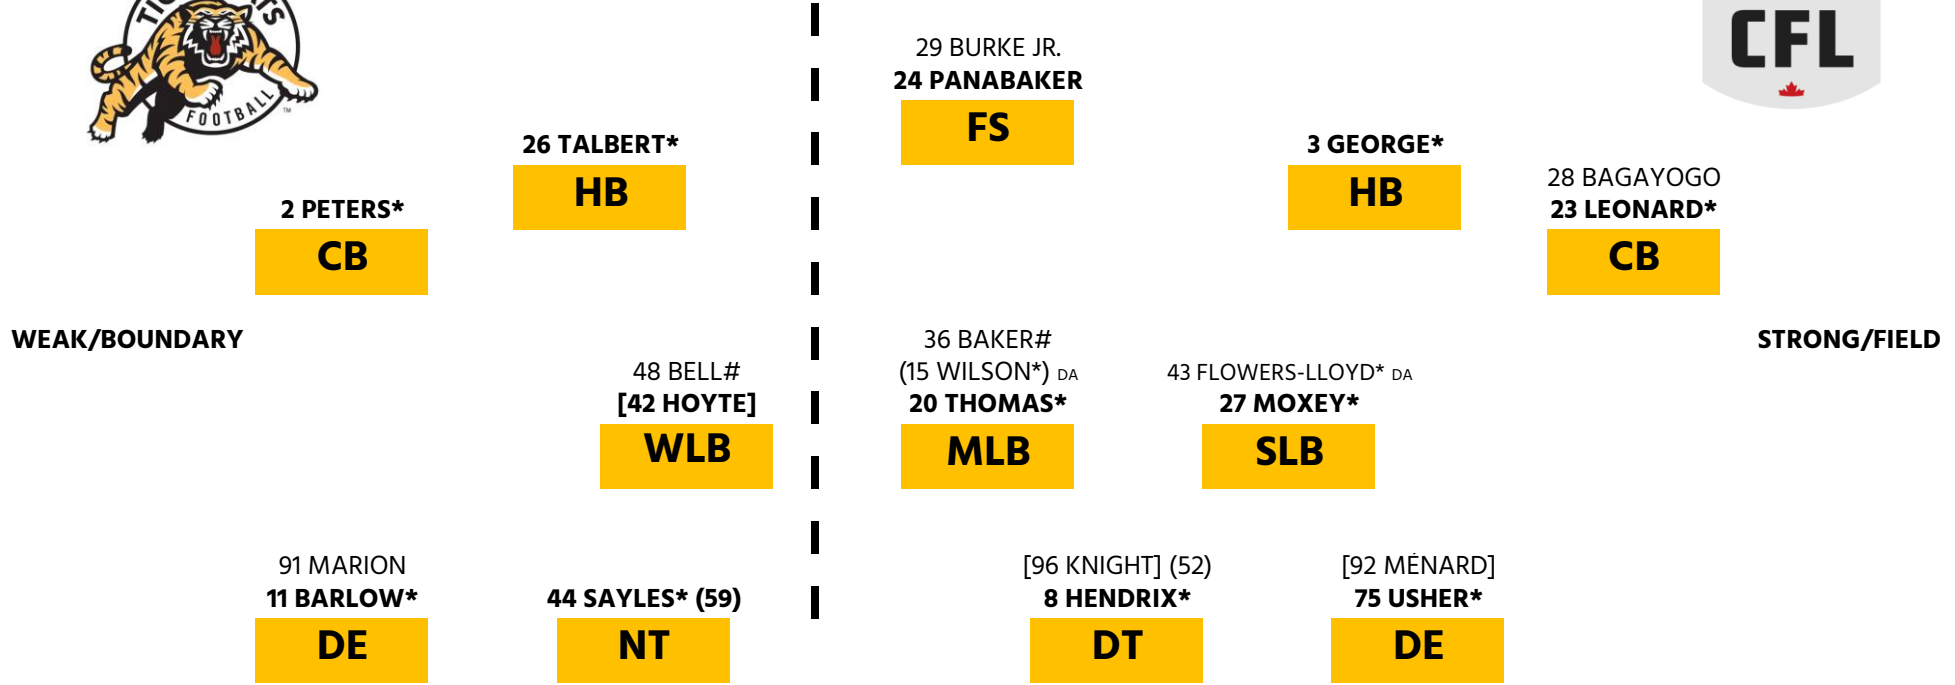 FOOTBALL
TM
CFL
29 BURKE JR.
24 PANABAKER
FS
26 TALBERT*
HB
3 GEORGE*
HB
28 BAGAYOGO
23 LEONARD*
CB
2 PETERS*
CB
WEAK/BOUNDARY
STRONG/FIELD
48 BELL#
[42 HOYTE]
WLB
36 BAKER#
(15 WILSON*) DA
20 THOMAS*
MLB
43 FLOWERS-LLOYD* DA
27 MOXEY*
SLB
91 MARION
11 BARLOW*
DE
44 SAYLES* (59)
NT
[96 KNIGHT] (52)
8 HENDRIX*
DT
[92 MÉNARD]
75 USHER*
DE